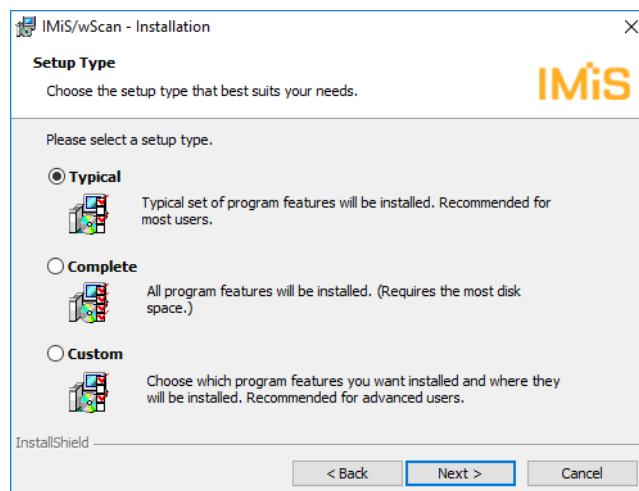 IMiS/wScan - Installation
Setup Type
Choose the setup type that best suits your needs.
IMiS
Please select a setup type.
Typical
Typical set of program features will be installed. Recommended for
most users.
Complete
All program features will be installed. (Requires the most disk
space.)
Custom
Choose which program features you want installed and where they
will be installed. Recommended for advanced users.
InstallShield
< Back
Next >
Cancel